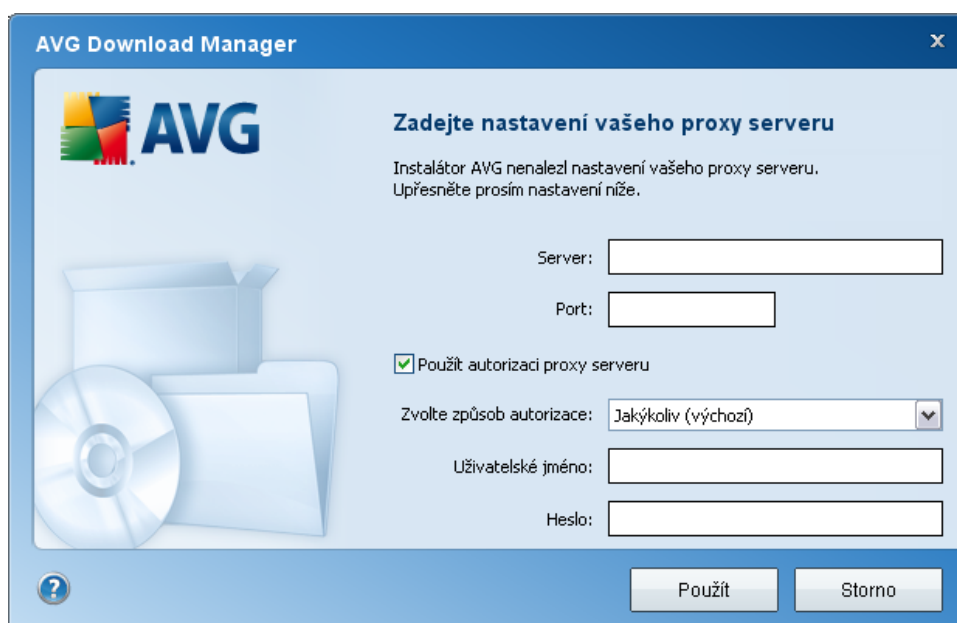 AVG Download Manager
x
AVG
Zadejte nastavení vašeho proxy serveru
Instalátor AVG nenalezl nastavení vašeho proxy serveru.
Upřesněte prosím nastavení níže.
Server:
Port:
Použít autorizaci proxy serveru
Zvolte způsob autorizace: Jakýkoliv (výchozí)
Uživatelské jméno:
Heslo:
? Použít Storno